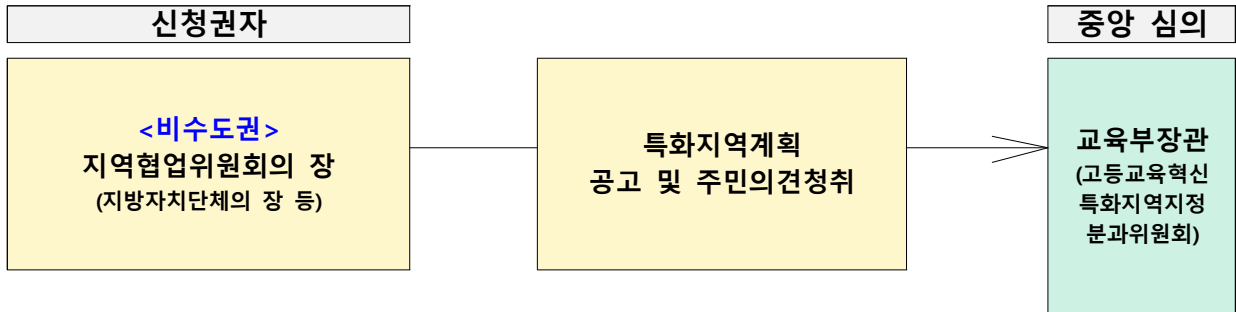 신청권자
중앙 심의
<비수도권>
지역협업위원회의 장
(지방자치단체의 장 등)
특화지역계획
공고 및 주민의견청취
교육부장관
(고등교육혁신
특화지역지정
분과위원회)